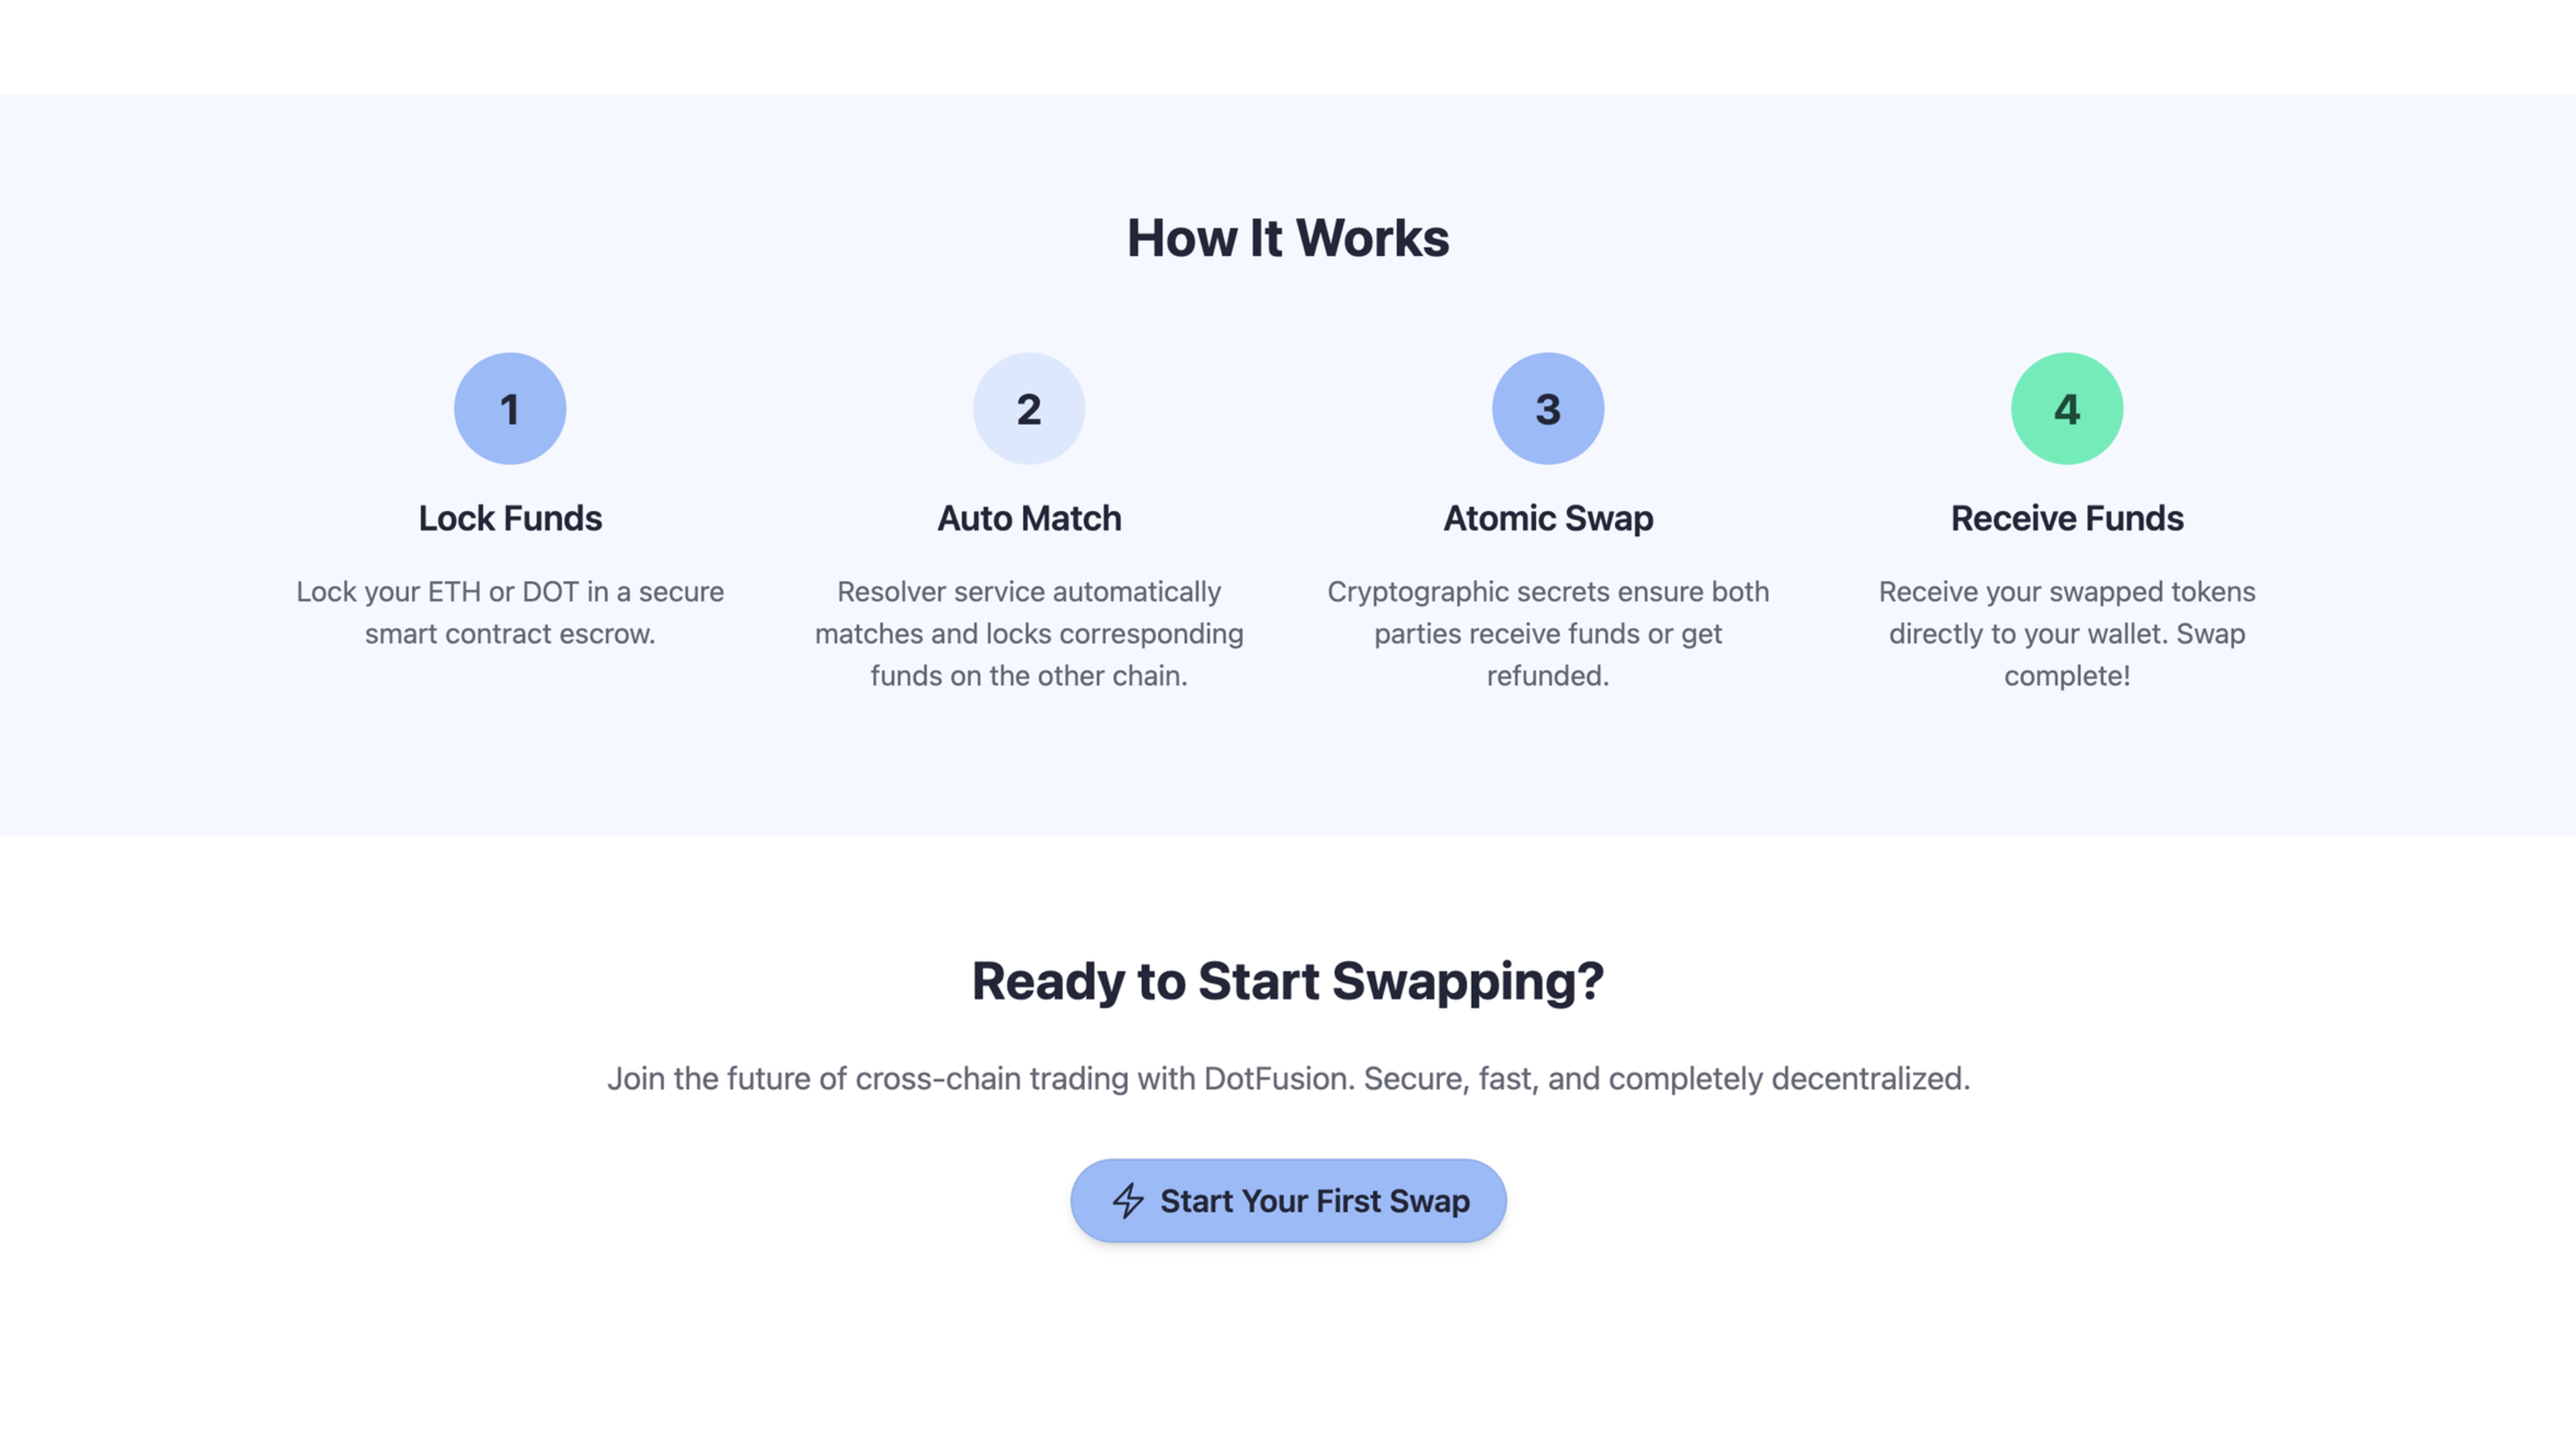 How It Works
1
Lock Funds
Lock your ETH or DOT in a secure
smart contract escrow.
2
Auto Match
Resolver service automatically
matches and locks corresponding
funds on the other chain.
3
Atomic Swap
Cryptographic secrets ensure both
parties receive funds or get
refunded.
4
Receive Funds
Receive your swapped tokens
directly to your wallet. Swap
complete!
Ready to Start Swapping?
Join the future of cross-chain trading with DotFusion. Secure, fast, and completely decentralized.
Start Your First Swap